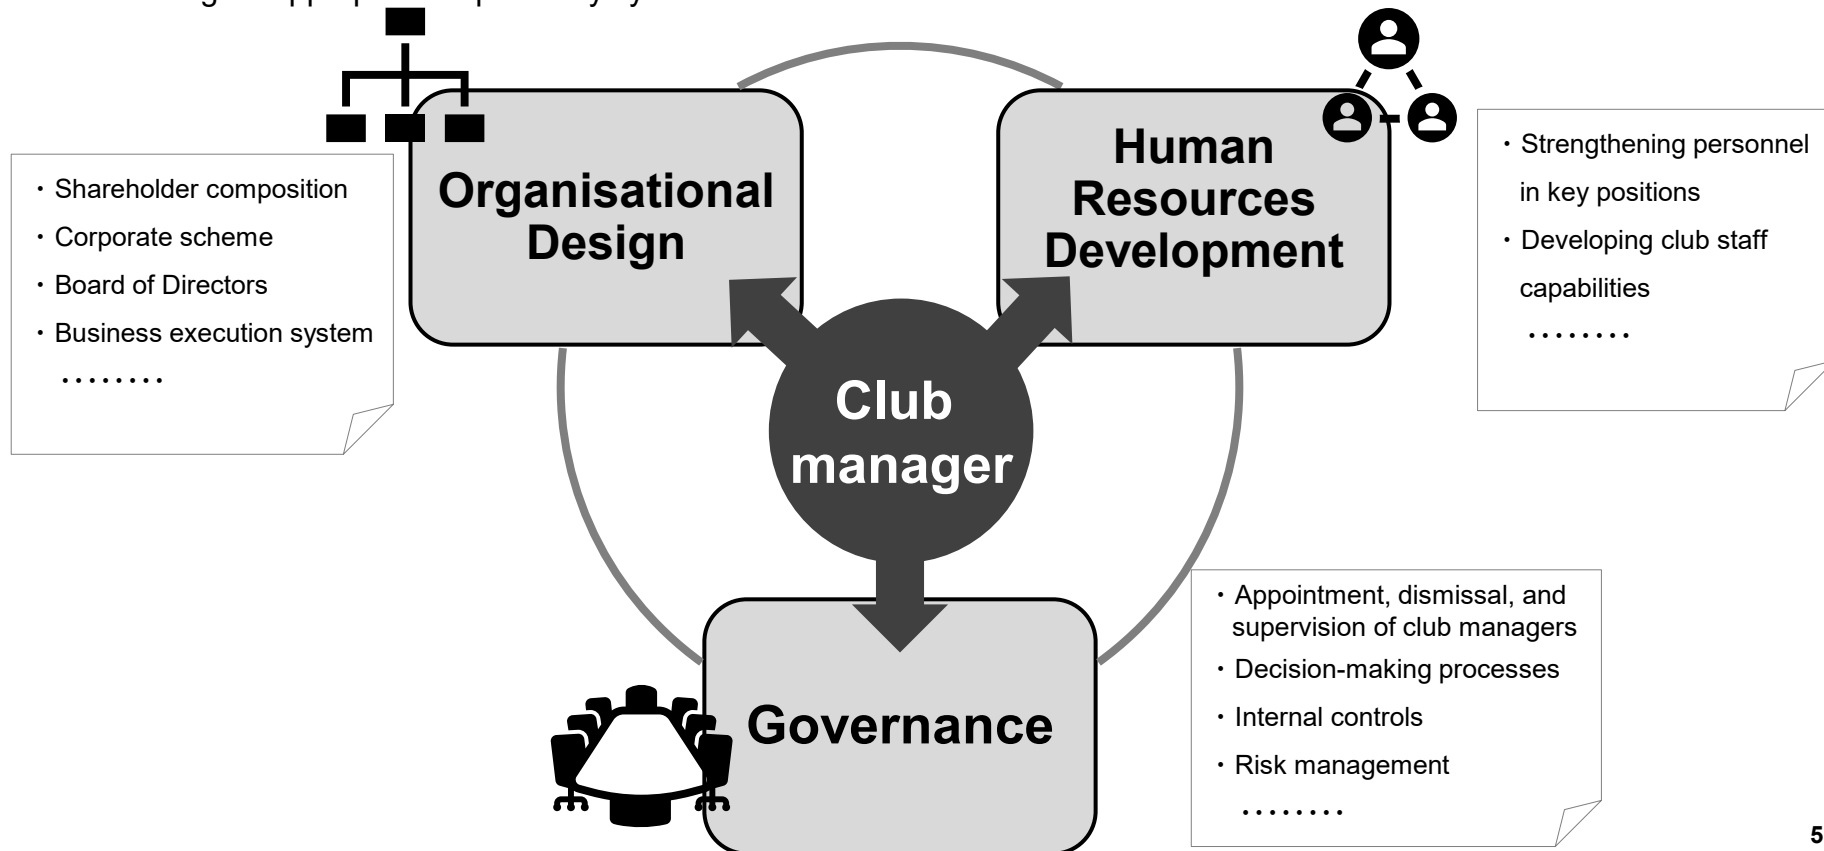 Organisational
Design
Human
Resources
Development
・Shareholder composition
・Corporate scheme
・Board of Directors
・Business execution system
‥‥‥‥
・Strengthening personnel
in key positions
・Developing club staff
capabilities
‥‥‥‥
Club
manager
Governance
・Appointment, dismissal, and
supervision of club managers
・Decision-making processes
・Internal controls
・Risk management
‥‥‥‥
5